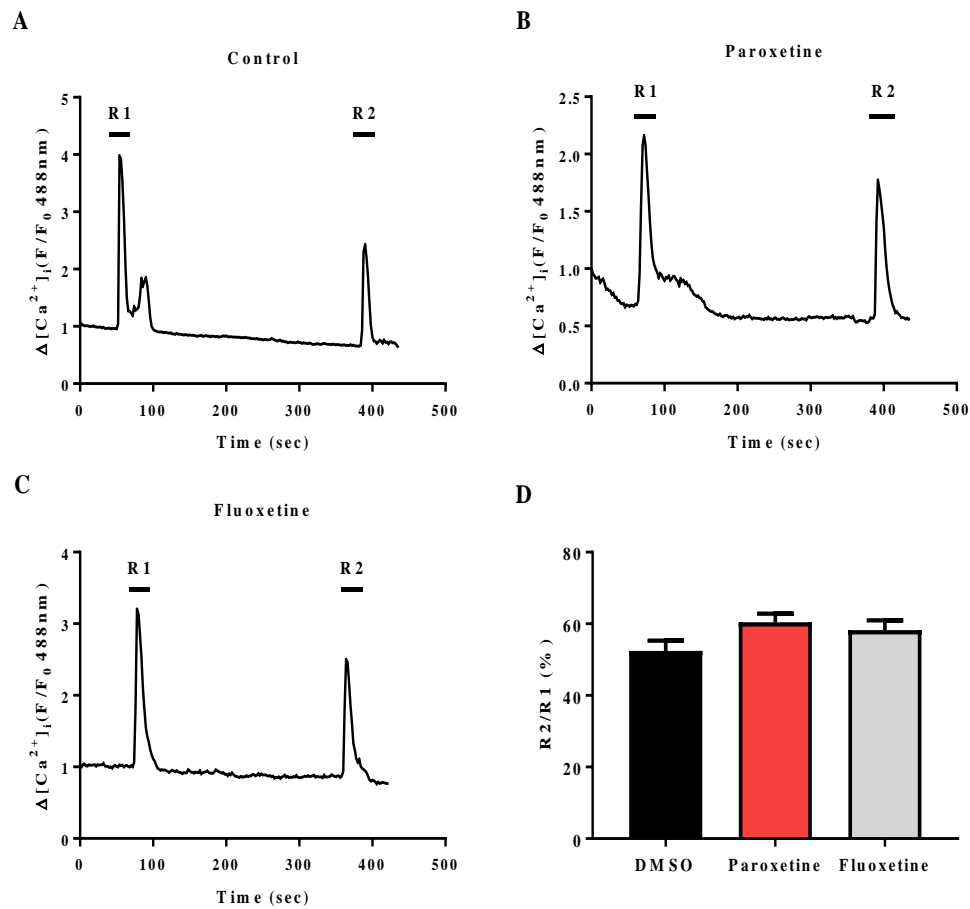 A
Control
R1
R2
5
4
3
2
1
0
Δ[Ca²⁺]ᵢ(F/F₀ 488nm)
0 100 200 300 400 500
Time (sec)
B
Paroxetine
R1
R2
2.5
2.0
1.5
1.0
0.5
0.0
Δ[Ca²⁺]ᵢ(F/F₀ 488nm)
0 100 200 300 400 500
Time (sec)
C
Fluoxetine
R1
R2
4
3
2
1
0
Δ[Ca²⁺]ᵢ(F/F₀ 488nm)
0 100 200 300 400 500
Time (sec)
D
80
60
40
20
0
R2/R1 (%)
DMSO Paroxetine Fluoxetine